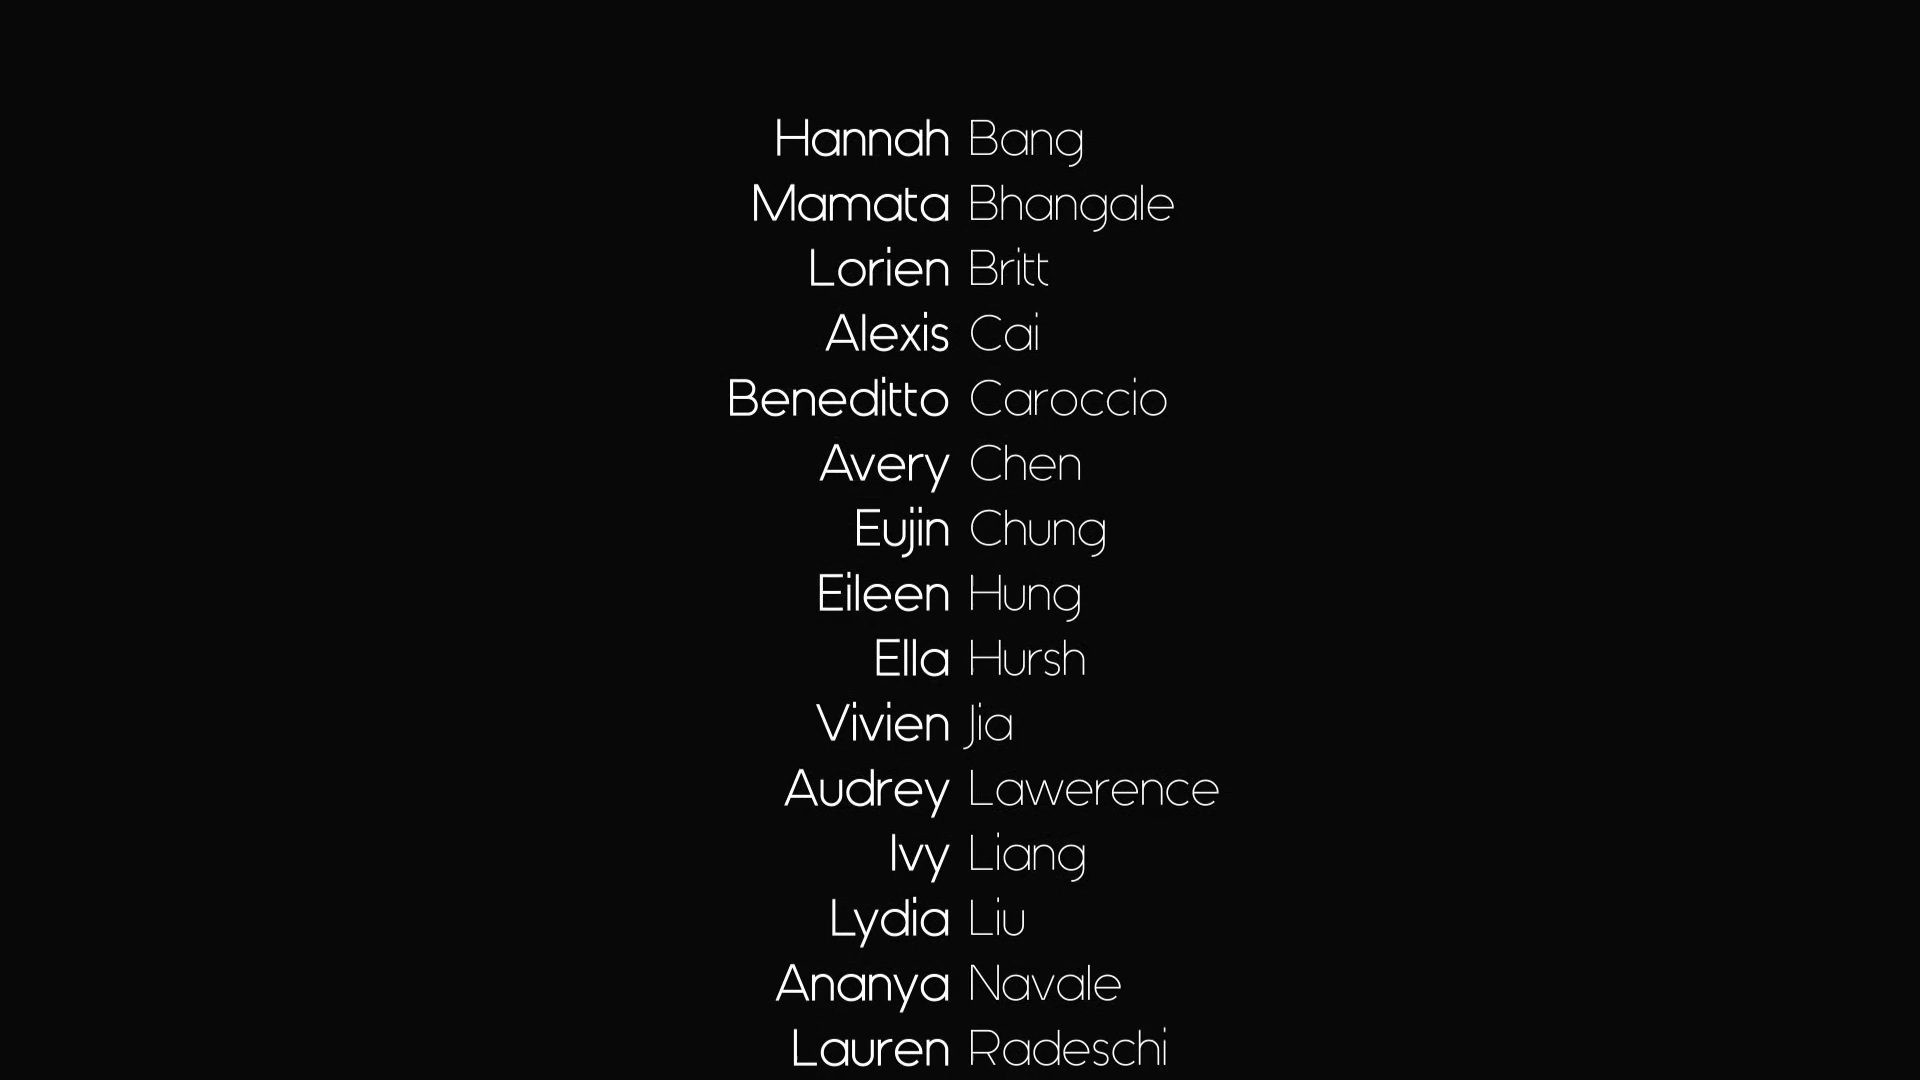 Hannah Bang
Mamata Bhangale
Lorien Britt
Alexis Cai
Beneditto Caroccio
Avery Chen
Eujin Chung
Eileen Hung
Ella Hursh
Vivien Jia
Audrey Lawerence
Ivy Liang
Lydia Liu
Ananya Navale
Lauren Radeschi